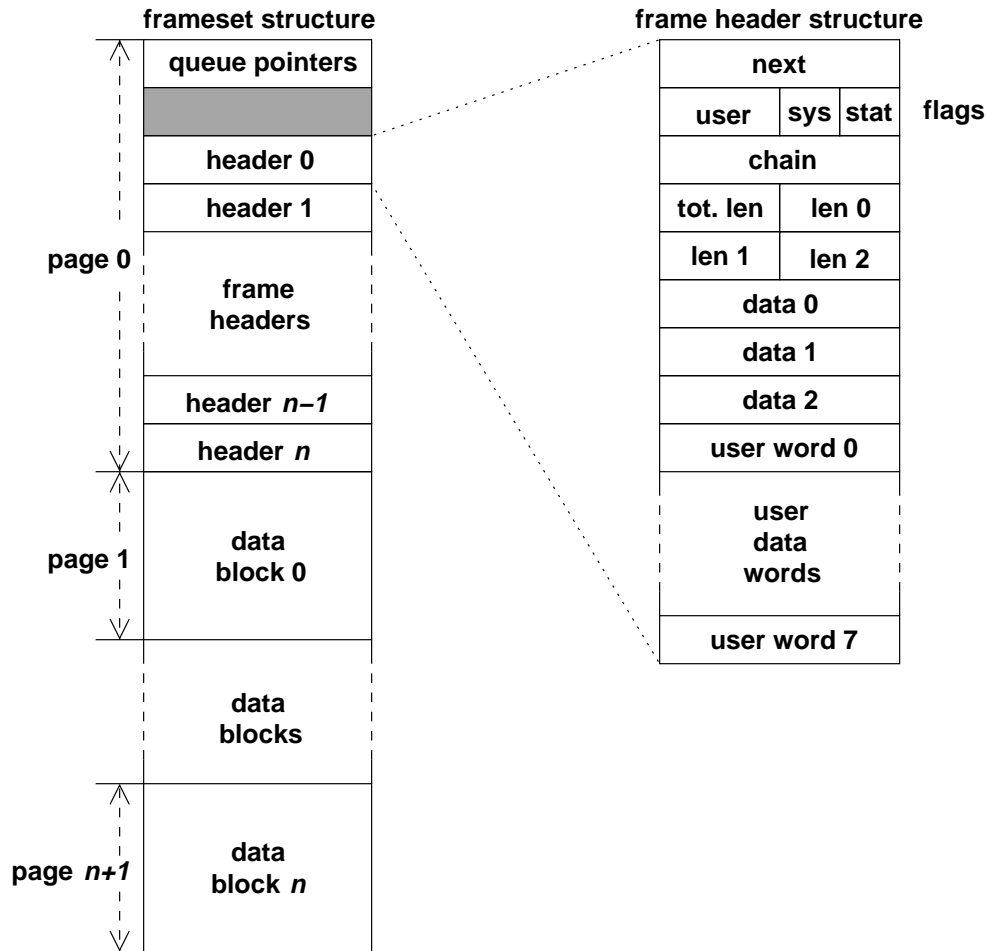 frameset structure
queue pointers
header 0
header 1
page 0
frame
headers
header n−1
header n
page 1
data
block 0
data
blocks
page n+1
data
block n
frame header structure
next
user sys stat flags
chain
tot. len len 0
len 1 len 2
data 0
data 1
data 2
user word 0
user
data
words
user word 7